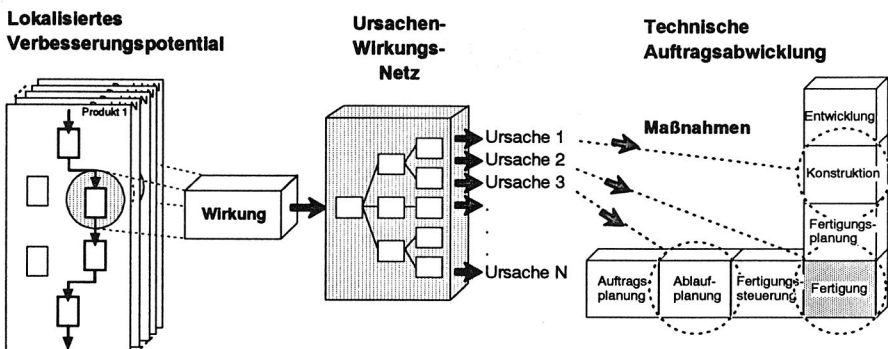 Lokalisiertes
Verbesserungspotential
Ursachen-
Wirkungs-
Netz
Technische
Auftragsabwicklung
Produkt 1
Wirkung
Ursache 1
Ursache 2
Ursache 3
Ursache N
Maßnahmen
Entwicklung
Konstruktion
Fertigungs-
planung
Auftrags-
planung
Ablauf-
planung
Fertigungs-
steuerung
Fertigung